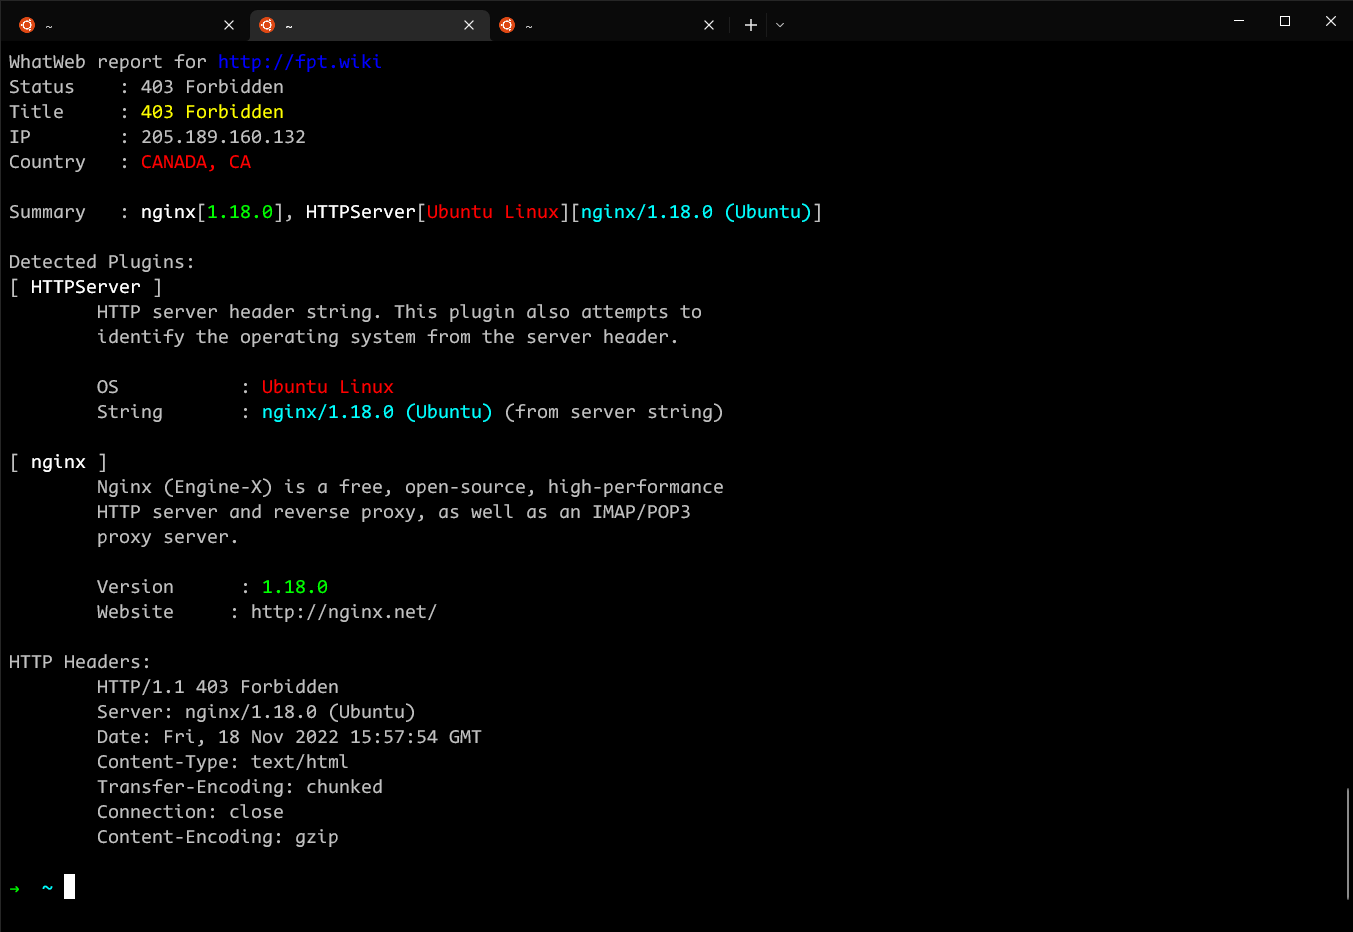 ~ ~ ~
WhatWeb report for http://fpt.wiki
Status : 403 Forbidden
Title : 403 Forbidden
IP : 205.189.160.132
Country : CANADA, CA
Summary : nginx[1.18.0], HTTPServer[Ubuntu Linux][nginx/1.18.0 (Ubuntu)]
Detected Plugins:
[ HTTPServer ]
HTTP server header string. This plugin also attempts to
identify the operating system from the server header.
OS : Ubuntu Linux
String : nginx/1.18.0 (Ubuntu) (from server string)
[ nginx ]
Nginx (Engine-X) is a free, open-source, high-performance
HTTP server and reverse proxy, as well as an IMAP/POP3
proxy server.
Version : 1.18.0
Website : http://nginx.net/
HTTP Headers:
HTTP/1.1 403 Forbidden
Server: nginx/1.18.0 (Ubuntu)
Date: Fri, 18 Nov 2022 15:57:54 GMT
Content-Type: text/html
Transfer-Encoding: chunked
Connection: close
Content-Encoding: gzip
→ ~